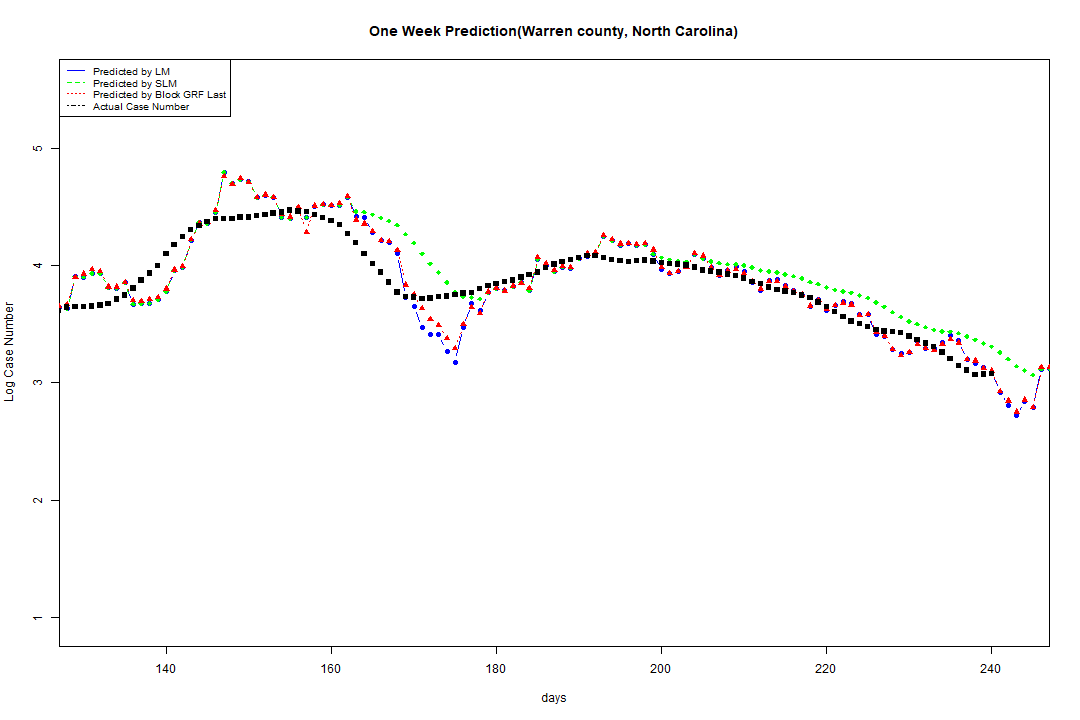 One Week Prediction(Warren county, North Carolina)
Predicted by LM
Predicted by SLM
Predicted by Block GRF Last
Actual Case Number
5
4
3
2
1
Log Case Number
140 160 180 200 220 240
days